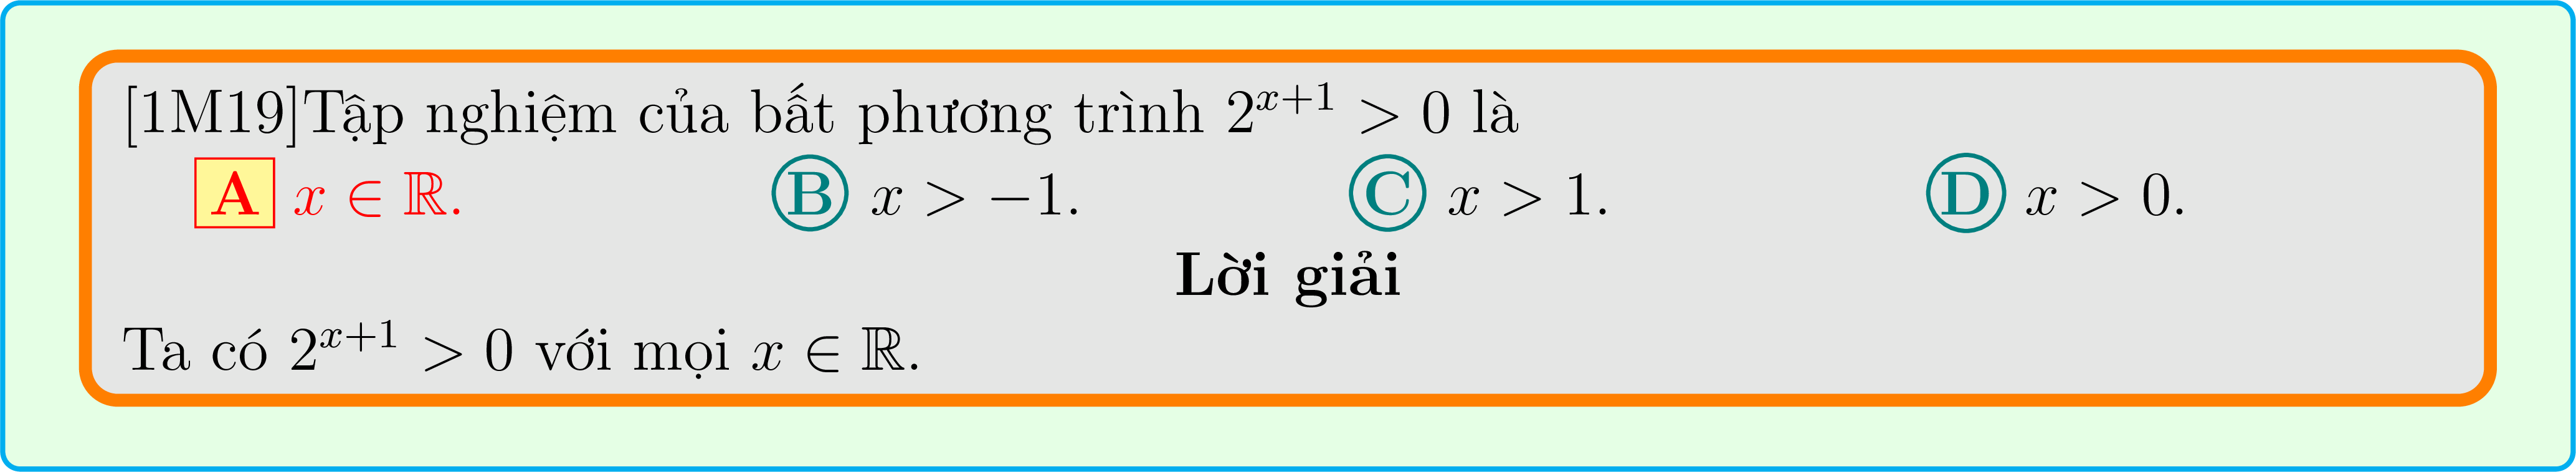 [1M19]Tập nghiệm của bất phương trình $2^{x+1} > 0$ là
A $x \in \mathbb{R}$. B $x > -1$. C $x > 1$. D $x > 0$.
Lời giải
Ta có $2^{x+1} > 0$ với mọi $x \in \mathbb{R}$.